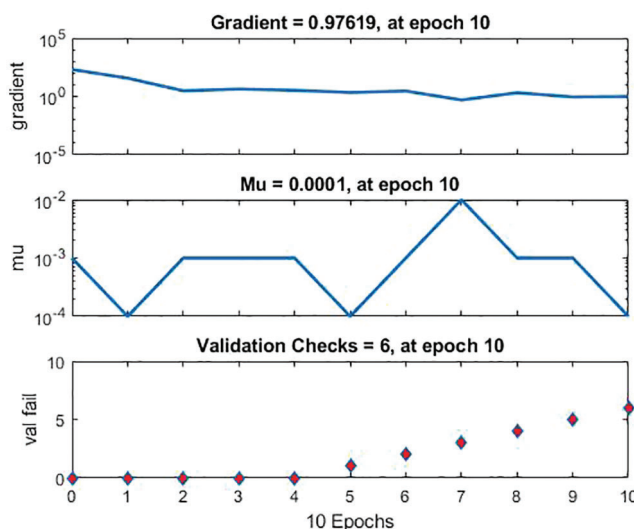 Gradient = 0.97619, at epoch 10
10^5
10^0
10^-5
gradient
Mu = 0.0001, at epoch 10
10^-2
10^-3
10^-4
mu
Validation Checks = 6, at epoch 10
10
5
0
val fail
0 1 2 3 4 5 6 7 8 9 10
10 Epochs